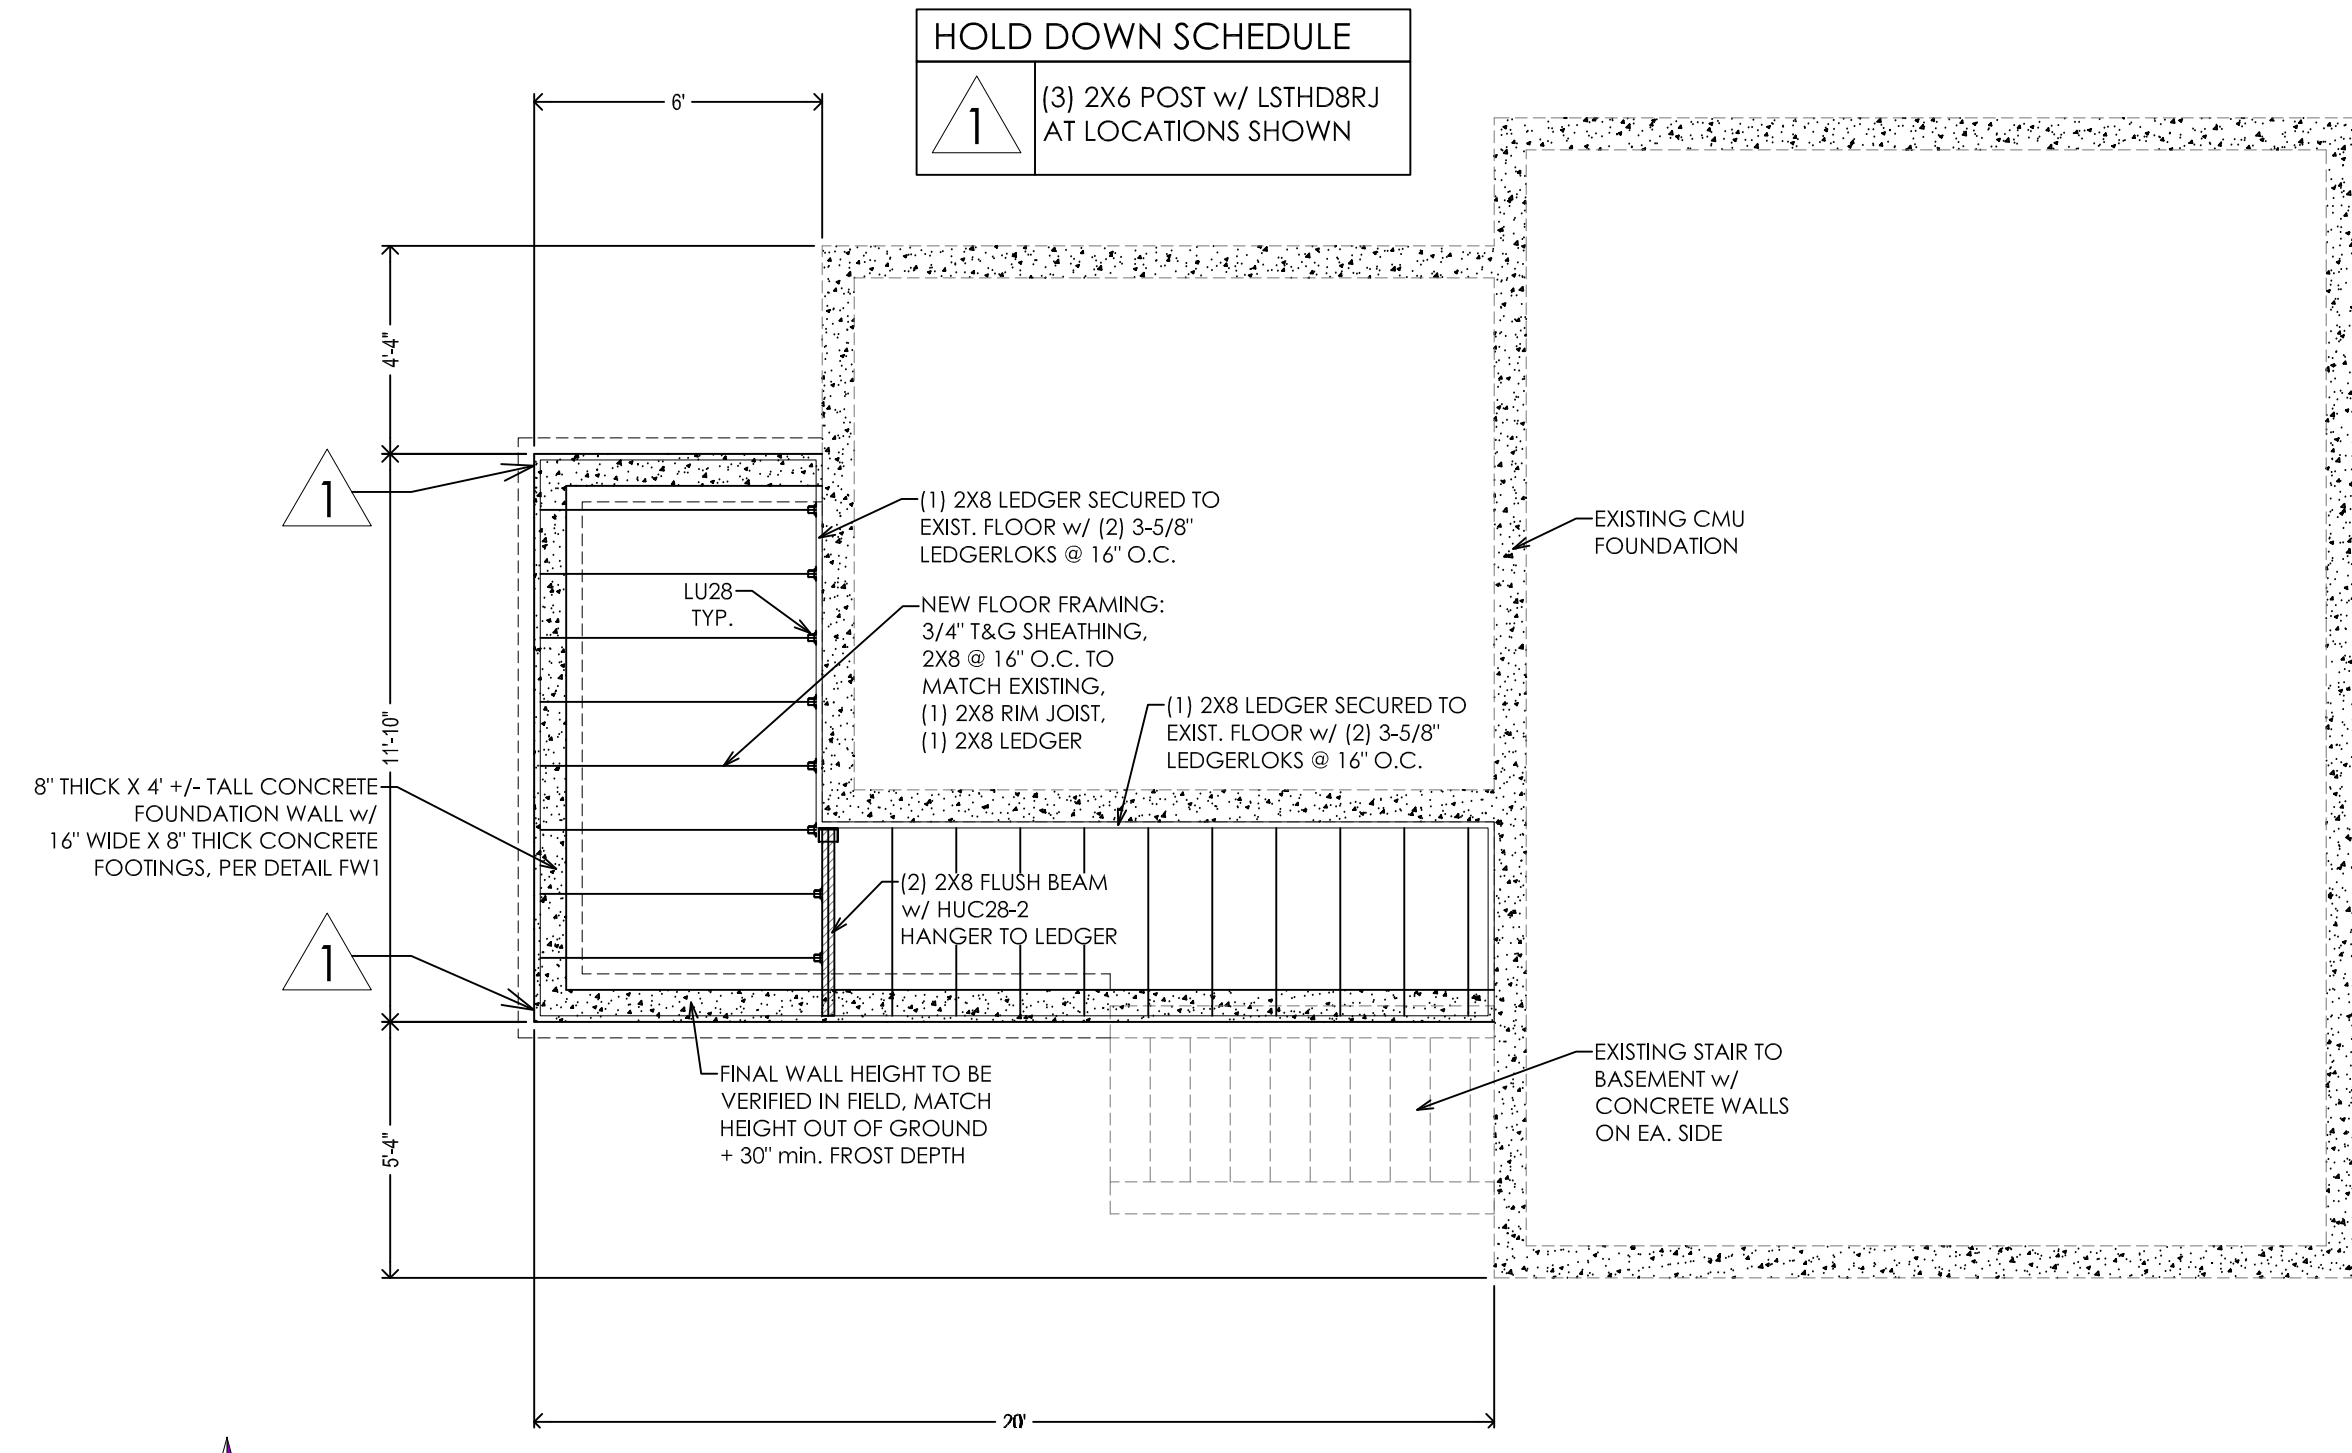 HOLD DOWN SCHEDULE
1
(3) 2X6 POST w/ LSTHD8RJ
AT LOCATIONS SHOWN
6'
4'-4"
1
(1) 2X8 LEDGER SECURED TO
EXIST. FLOOR w/ (2) 3-5/8"
LEDGERLOKS @ 16" O.C.
EXISTING CMU
FOUNDATION
LU28
TYP.
NEW FLOOR FRAMING:
3/4" T&G SHEATHING,
2X8 @ 16" O.C. TO
MATCH EXISTING,
(1) 2X8 RIM JOIST,
(1) 2X8 LEDGER
(1) 2X8 LEDGER SECURED TO
EXIST. FLOOR w/ (2) 3-5/8"
LEDGERLOKS @ 16" O.C.
11'-10"
8" THICK X 4' +/- TALL CONCRETE
FOUNDATION WALL w/
16" WIDE X 8" THICK CONCRETE
FOOTINGS, PER DETAIL FW1
(2) 2X8 FLUSH BEAM
w/ HUC28-2
HANGER TO LEDGER
1
FINAL WALL HEIGHT TO BE
VERIFIED IN FIELD, MATCH
HEIGHT OUT OF GROUND
+ 30" min. FROST DEPTH
EXISTING STAIR TO
BASEMENT w/
CONCRETE WALLS
ON EA. SIDE
5'-4"
20'